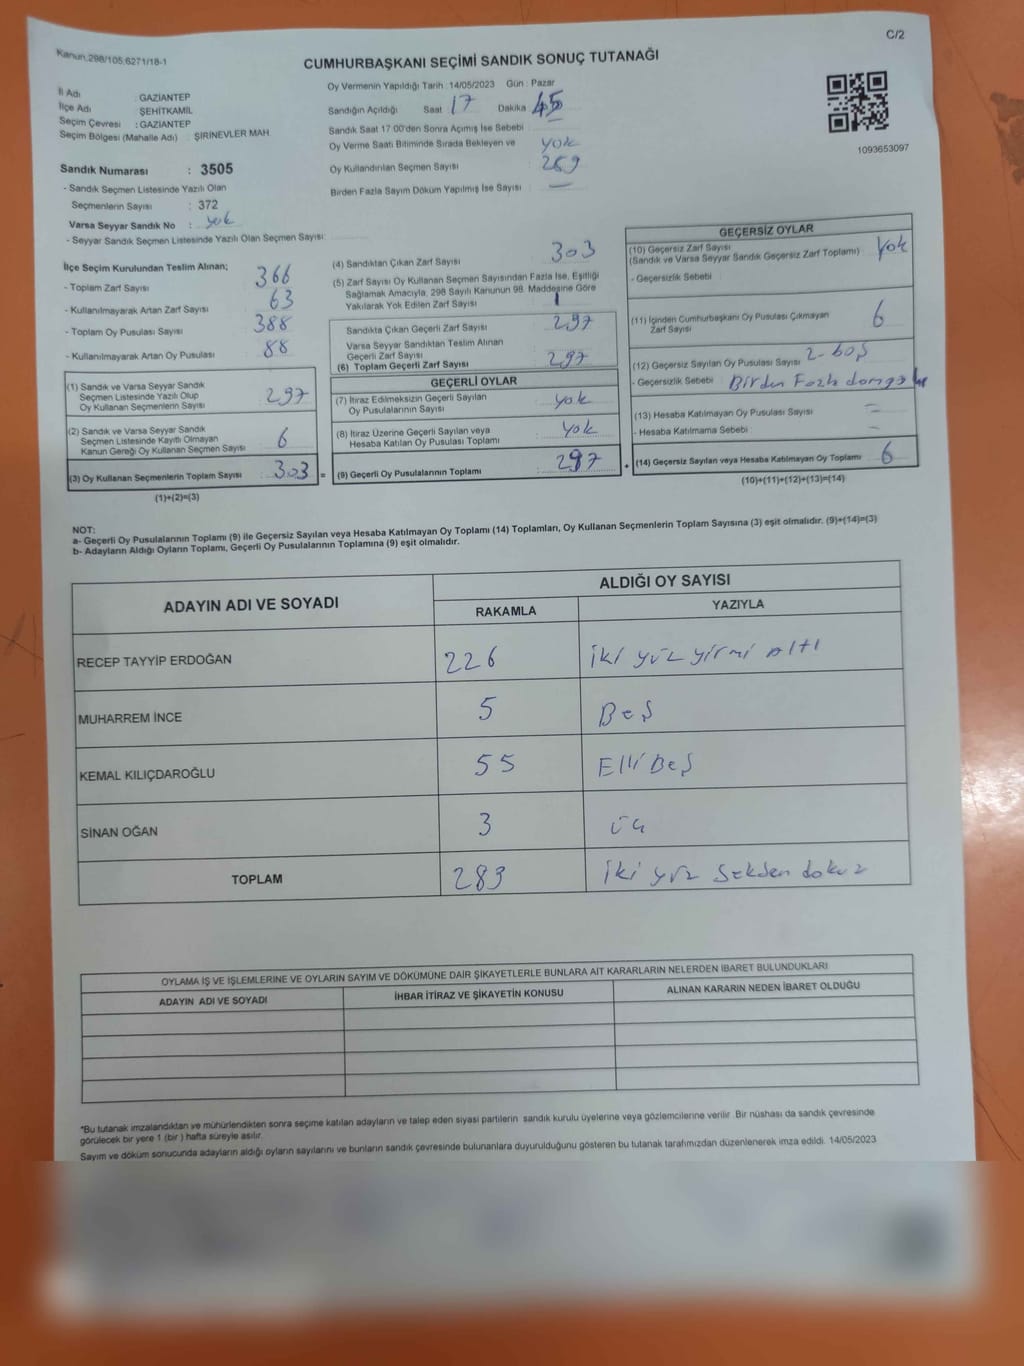 Kanun:298/105,6271/18-1
C/2
CUMHURBAŞKANI SEÇİMİ SANDIK SONUÇ TUTANAĞI
İl Adı : GAZİANTEP
İlçe Adı : ŞEHİTKAMİL
Seçim Çevresi : GAZİANTEP
Seçim Bölgesi (Mahalle Adı) : ŞİRİNEVLER MAH.
Sandık Numarası : 3505
- Sandık Seçmen Listesinde Yazılı Olan
Seçmenlerin Sayısı : 372
Varsa Seyyar Sandık No : yok
- Seyyar Sandık Seçmen Listesinde Yazılı Olan Seçmen Sayısı:
Oy Vermenin Yapıldığı Tarih :14/05/2023 Gün : Pazar
Sandığın Açıldığı Saat 17 Dakika 45
Sandık Saat 17:00'den Sonra Açımış İse Sebebi
Oy Verme Saati Bitiminde Sırada Bekleyen ve yok
Oy Kullandırılan Seçmen Sayısı : 289
Birden Fazla Sayım Döküm Yapılmış İse Sayısı : —
1093653097
İlçe Seçim Kurulundan Teslim Alınan;
- Toplam Zarf Sayısı 366
- Kullanılmayarak Artan Zarf Sayısı 63
- Toplam Oy Pusulası Sayısı 388
- Kullanılmayarak Artan Oy Pusulası 88
(1) Sandık ve Varsa Seyyar Sandık
Seçmen Listesinde Yazılı Olup
Oy Kullanan Seçmenlerin Sayısı 297
(2) Sandık ve Varsa Seyyar Sandık
Seçmen Listesinde Kayıtlı Olmayan
Kanun Gereği Oy Kullanan Seçmen Sayısı 6
(3) Oy Kullanan Seçmenlerin Toplam Sayısı : 303 =
(1)+(2)=(3)
(4) Sandıktan Çıkan Zarf Sayısı : 303
(5) Zarf Sayısı Oy Kullanan Seçmen Sayısından Fazla İse, Eşitliği
Sağlamak Amacıyla, 298 Sayılı Kanunun 98. Maddesine Göre
Yakılarak Yok Edilen Zarf Sayısı :
Sandıkta Çıkan Geçerli Zarf Sayısı : 297
Varsa Seyyar Sandıktan Teslim Alınan
Geçerli Zarf Sayısı
(6) Toplam Geçerli Zarf Sayısı : 297
GEÇERLİ OYLAR
(7) İtiraz Edilmeksizin Geçerli Sayılan
Oy Pusulalarının Sayısı : yok
(8) İtiraz Üzerine Geçerli Sayılan veya
Hesaba Katılan Oy Pusulası Toplamı : yok
(9) Geçerli Oy Pusulalarının Toplamı : 297 +
GEÇERSİZ OYLAR
(10) Geçersiz Zarf Sayısı
(Sandık ve Varsa Seyyar Sandık Geçersiz Zarf Toplamı) : yok
- Geçersizlik Sebebi :
(11) İçinden Cumhurbaşkanı Oy Pusulası Çıkmayan
Zarf Sayısı 6
(12) Geçersiz Sayılan Oy Pusulası Sayısı : 2-boş
- Geçersizlik Sebebi : Birden Fazla
(13) Hesaba Katılmayan Oy Pusulası Sayısı : —
- Hesaba Katılmama Sebebi : —
(14) Geçersiz Sayılan veya Hesaba Katılmayan Oy Toplamı : 6
(10)+(11)+(12)+(13)=(14)
NOT:
a- Geçerli Oy Pusulalarının Toplamı (9) ile Geçersiz Sayılan veya Hesaba Katılmayan Oy Toplamı (14) Toplamları, Oy Kullanan Seçmenlerin Toplam Sayısına (3) eşit olmalıdır. (9)+(14)=(3)
b- Adayların Aldığı Oyların Toplamı, Geçerli Oy Pusulalarının Toplamına (9) eşit olmalıdır.
ADAYIN ADI VE SOYADI ALDIĞI OY SAYISI
RAKAMLA YAZIYLA
RECEP TAYYİP ERDOĞAN 226 iki yüz yirmi altı
MUHARREM İNCE 5 Beş
KEMAL KILIÇDAROĞLU 55 Elli Beş
SİNAN OĞAN 3 üç
TOPLAM 289 iki yüz seksen dokuz
OYLAMA İŞ VE İŞLEMLERİNE VE OYLARIN SAYIM VE DÖKÜMÜNE DAİR ŞİKAYETLERLE BUNLARA AİT KARARLARIN NELERDEN İBARET BULUNDUKLARI
ADAYIN ADI VE SOYADI İHBAR İTİRAZ VE ŞİKAYETİN KONUSU ALINAN KARARIN NEDEN İBARET OLDUĞU
*Bu tutanak imzalandıktan ve mühürlendikten sonra seçime katılan adayların ve talep eden siyasi partilerin sandık kurulu üyelerine veya gözlemcilerine verilir. Bir nüshası da sandık çevresinde
görülecek bir yere 1 (bir ) hafta süreyle asılır.
Sayım ve döküm sonucunda adayların aldığı oyların sayılarını ve bunların sandık çevresinde bulunanlara duyurulduğunu gösteren bu tutanak tarafımızdan düzenlenerek imza edildi. 14/05/2023